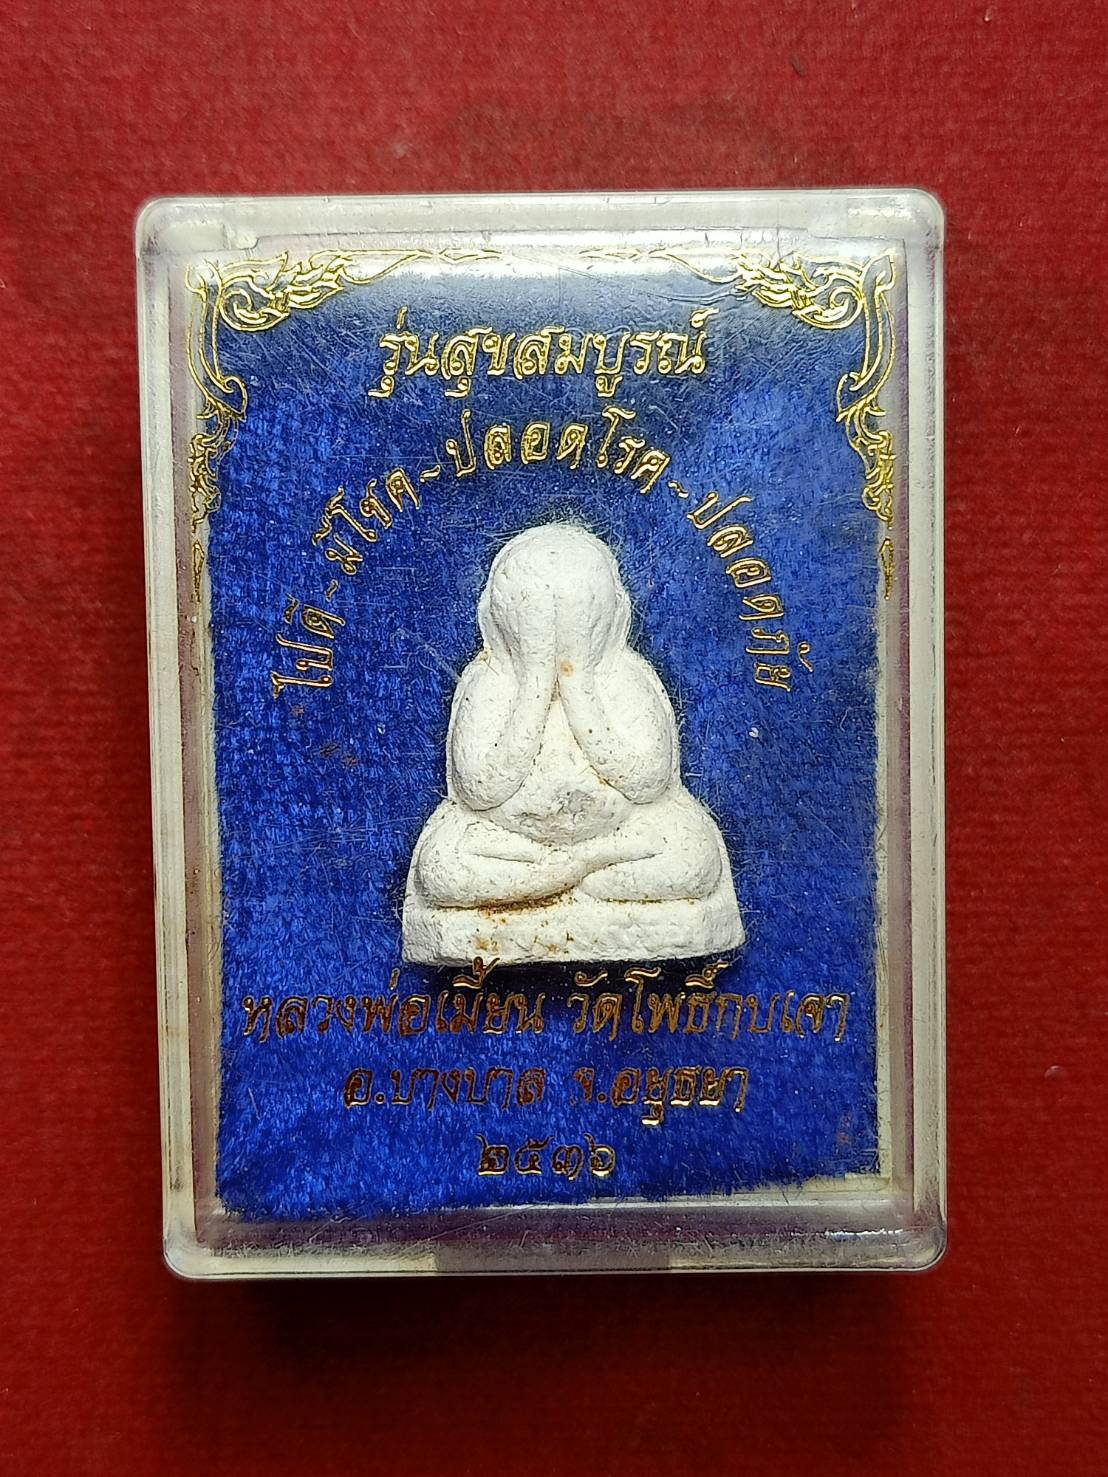 รุ่นสุขสมบูรณ์
ไปดี~มีโชค~ปลอดโรค~ปลอดภัย
หลวงพ่อเมี้ยน วัดโพธิ์กบเจา
อ.บางบาล จ.อยุธยา
๒๕๓๖